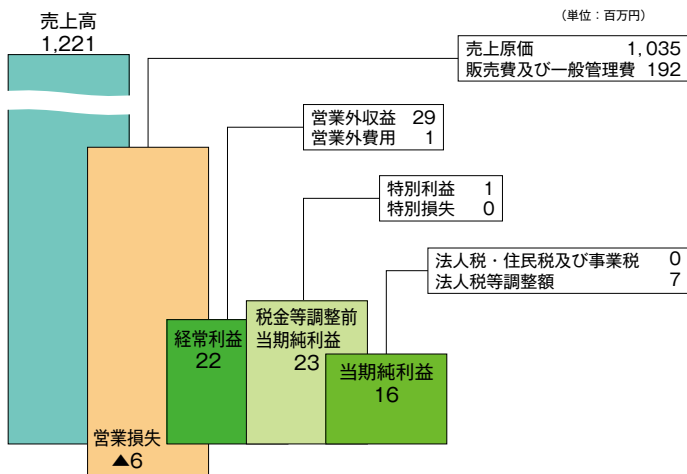 (単位:百万円)
売上高
1,221
売上原価 1,035
販売費及び一般管理費 192
営業外収益 29
営業外費用 1
特別利益 1
特別損失 0
法人税・住民税及び事業税 0
法人税等調整額 7
営業損失
▲6
経常利益
22
税金等調整前
当期純利益
23
当期純利益
16